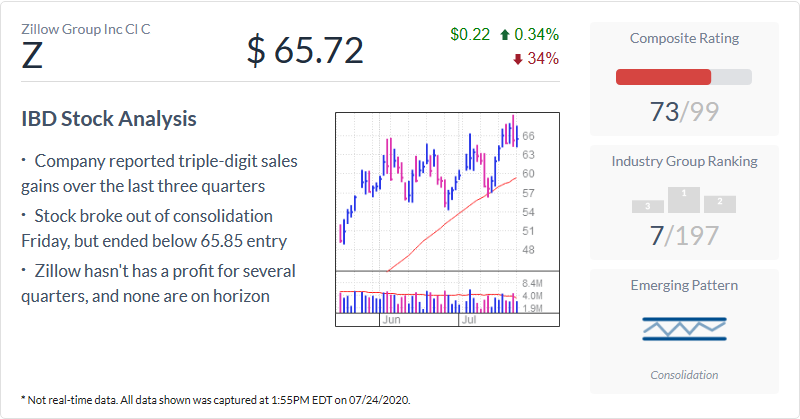 Zillow Group Inc Cl C
Z
$ 65.72
$0.22 0.34%
34%
IBD Stock Analysis
· Company reported triple-digit sales
gains over the last three quarters
· Stock broke out of consolidation
Friday, but ended below 65.85 entry
· Zillow hasn't has a profit for several
quarters, and none are on horizon
66
63
60
57
54
51
48
8.4M
4.0M
1.9M
Jun
Jul
Composite Rating
73/99
Industry Group Ranking
3
1
2
7/197
Emerging Pattern
Consolidation
* Not real-time data. All data shown was captured at 1:55PM EDT on 07/24/2020.